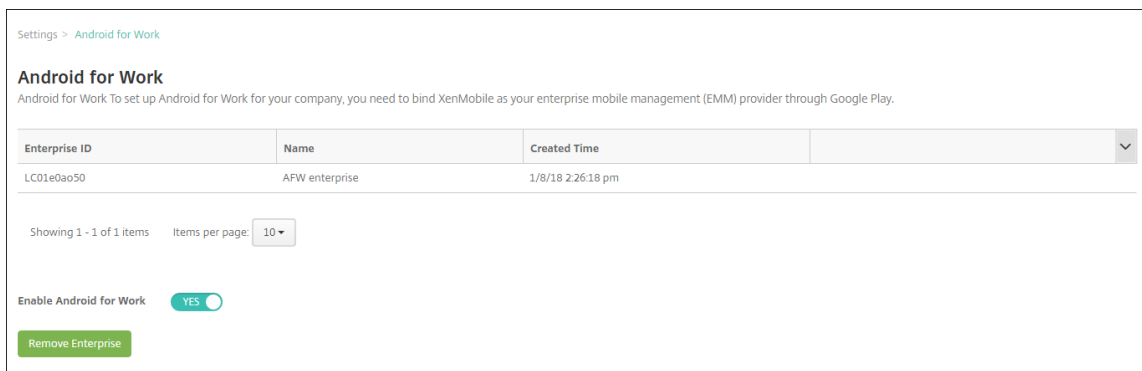 Settings > Android for Work
Android for Work
Android for Work To set up Android for Work for your company, you need to bind XenMobile as your enterprise mobile management (EMM) provider through Google Play.
Enterprise ID Name Created Time
LC01e0ao50 AFW enterprise 1/8/18 2:26:18 pm
Showing 1 - 1 of 1 items Items per page: 10
Enable Android for Work YES
Remove Enterprise